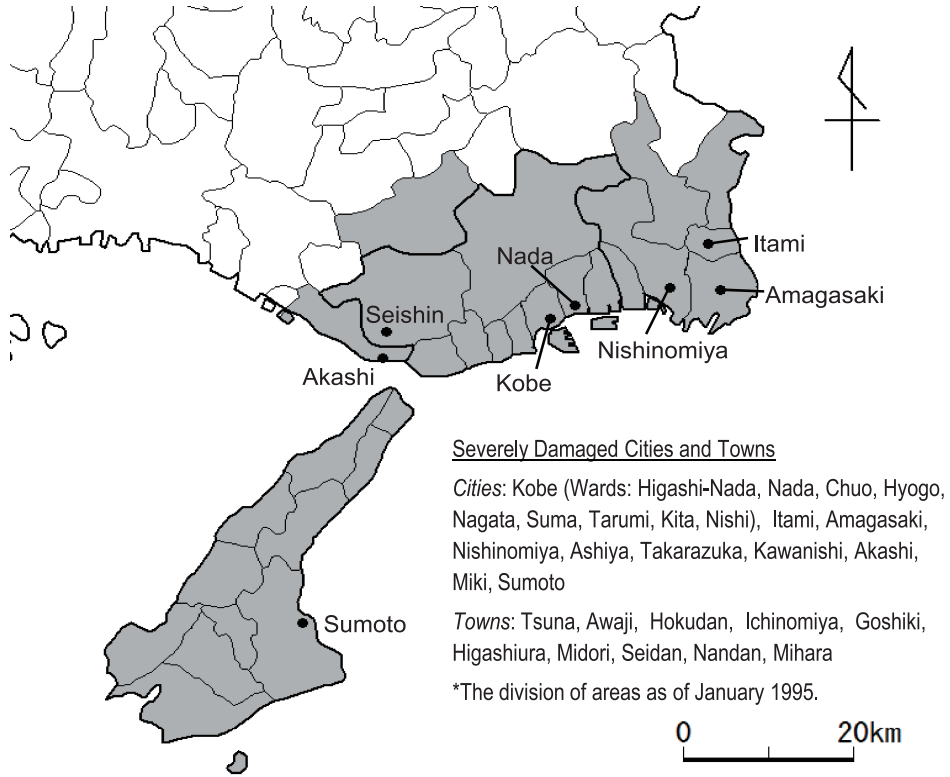 Itami
Nada
Amagasaki
Seishin
Nishinomiya
Akashi
Kobe
Severely Damaged Cities and Towns
Cities: Kobe (Wards: Higashi-Nada, Nada, Chuo, Hyogo,
Nagata, Suma, Tarumi, Kita, Nishi), Itami, Amagasaki,
Nishinomiya, Ashiya, Takarazuka, Kawanishi, Akashi,
Miki, Sumoto
Sumoto
Towns: Tsuna, Awaji, Hokudan, Ichinomiya, Goshiki,
Higashiura, Midori, Seidan, Nandan, Mihara
*The division of areas as of January 1995.
0 20km